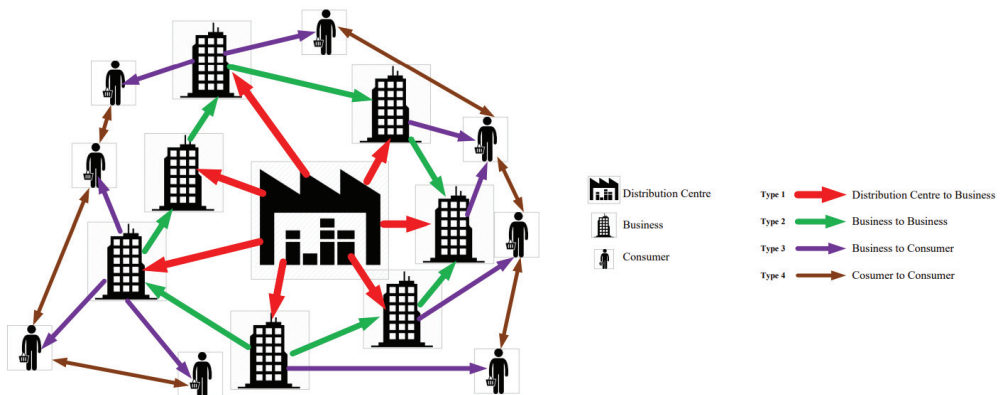 Distribution Centre
Business
Consumer
Type 1 Distribution Centre to Business
Type 2 Business to Business
Type 3 Business to Consumer
Type 4 Cosumer to Consumer